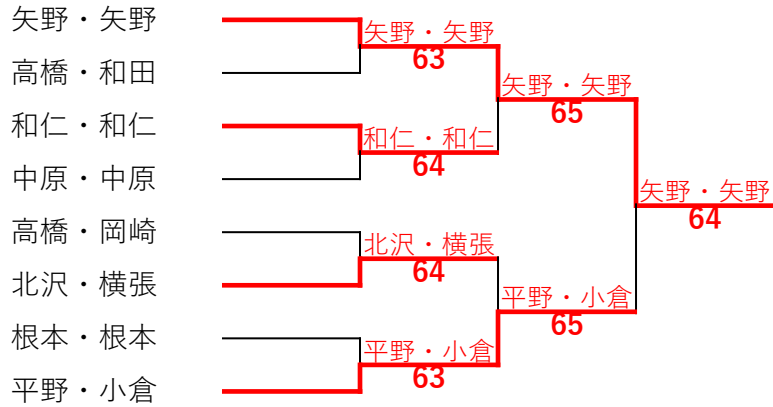 矢野・矢野
高橋・和田
和仁・和仁
中原・中原
高橋・岡崎
北沢・横張
根本・根本
平野・小倉
矢野・矢野
63
和仁・和仁
64
北沢・横張
64
平野・小倉
63
矢野・矢野
65
平野・小倉
65
矢野・矢野
64